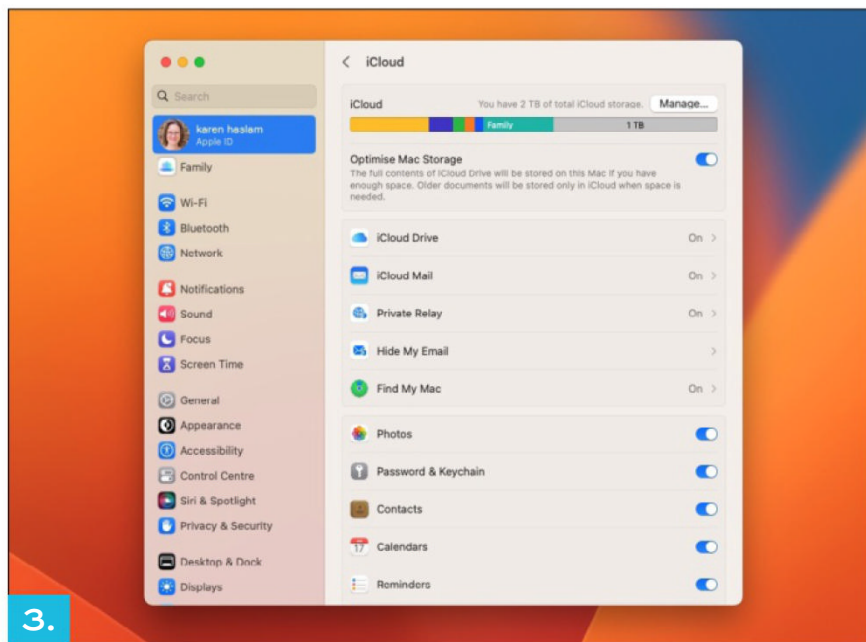 Search
karen haslam
Apple ID
Family
Wi-Fi
Bluetooth
Network
Notifications
Sound
Focus
Screen Time
General
Appearance
Accessibility
Control Centre
Siri & Spotlight
Privacy & Security
Desktop & Dock
Displays
iCloud
iCloud
You have 2 TB of total iCloud storage.
Manage...
Family
1 TB
Optimise Mac Storage
The full contents of iCloud Drive will be stored on this Mac if you have
enough space. Older documents will be stored only in iCloud when space is
needed.
iCloud Drive
On
iCloud Mail
On
Private Relay
On
Hide My Email
Find My Mac
On
Photos
Password & Keychain
Contacts
17
Calendars
Reminders
3.